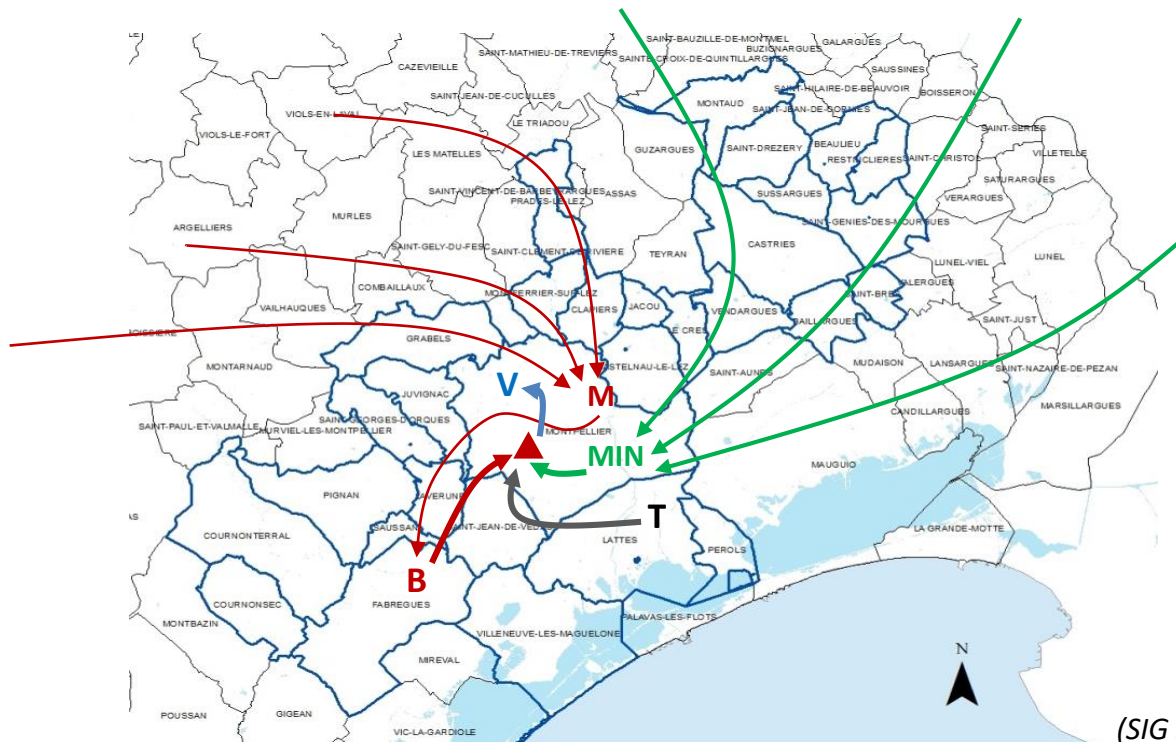 SAINT-BAUZILLE-DE-MONTMEL
GALARGUES
BUZIGNARGUES
SAINT-MATHIEU-DE-TREVIERS
SAINTE-CROIX-DE-QUINTILLARGUES
CAZEVIEILLE
SAUSSINES
SAINT-HILAIRE-DE-BEAUVOIR
BOISSERON
SAINT-JEAN-DE-CUCULLES
MONTAUD
SAINT-JEAN-DE-CORNIES
VIOLS-EN-LAVAL
LE TRIADOU
SAINT-SERIES
VIOLS-LE-FORT
GUZARGUES
SAINT-DREZERY
BEAULIEU
LES MATELLES
RESTINCLIERES
SAINT-CHRISTOL
VILLETELLE
SATURARGUES
SAINT-VINCENT-DE-BARBEYRARGUES
ASSAS
SUSSARGUES
PRADES-LE-LEZ
VERARGUES
MURLES
SAINT-GENIES-DES-MOURGUES
ARGELLIERS
SAINT-GELY-DU-FESC
SAINT-CLEMENT-DE-RIVIERE
CASTRIES
TEYRAN
LUNEL-VIEL
LUNEL
COMBAILLAUX
VALERGUES
MONTFERRIER-SUR-LEZ
SAINT-BRES
VAILHAUQUES
CLAPIERS
JACOU
VENDARGUES
BAILLARGUES
SAINT-JUST
LE CRES
GRABELS
MUDAISON
LANSARGUES
MONTARNAUD
CASTELNAU-LE-LEZ
SAINT-AUNES
SAINT-NAZAIRE-DE-PEZAN
V
M
JUVIGNAC
MARSILLARGUES
CANDILLARGUES
SAINT-GEORGES-D'ORQUES
SAINT-PAUL-ET-VALMALLE
MURVIEL-LES-MONTPELLIER
MONTPELLIER
MIN
MAUGUIO
PIGNAN
LAVERUNE
T
AS
SAUSSAN
SAINT-JEAN-DE-VEDAS
LA GRANDE-MOTTE
COURNONTERRAL
LATTES
PEROLS
B
COURNONSEC
FABREGUES
PALAVAS-LES-FLOTS
MONTBAZIN
VILLENEUVE-LES-MAGUELONE
N
MIREVAL
POUSSAN
GIGEAN
VIC-LA-GARDIOLE
(SIG